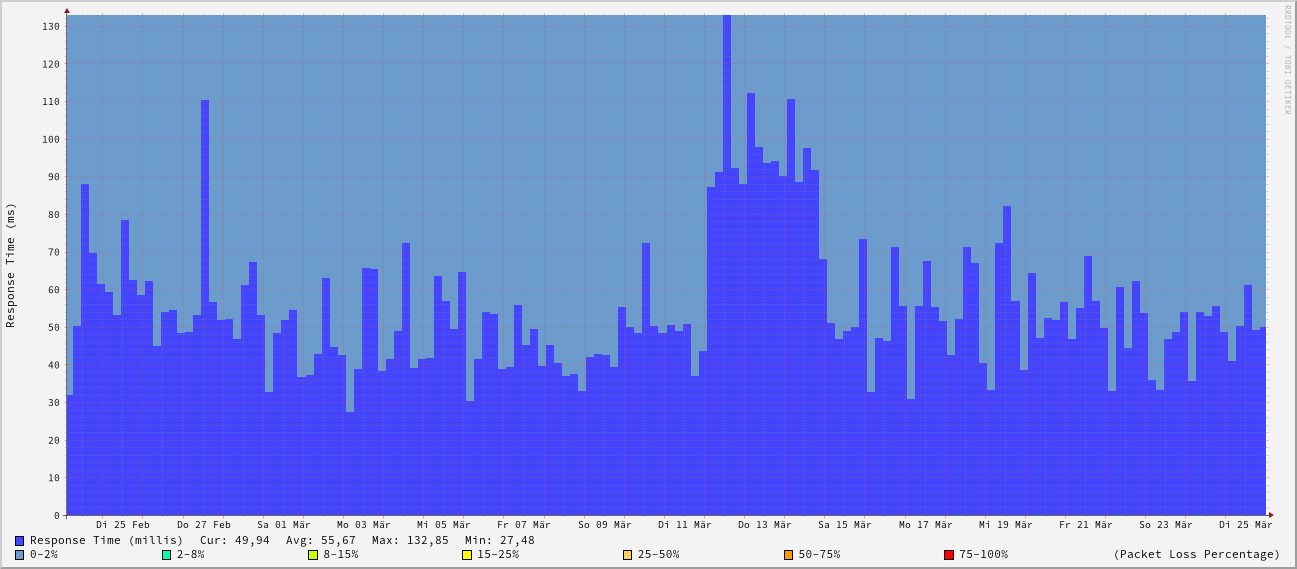 RRDTOOL / TOBI OETIKER
Response Time (ms)
130
120
110
100
90
80
70
60
50
40
30
20
10
0
Di 25 Feb Do 27 Feb Sa 01 Mär Mo 03 Mär Mi 05 Mär Fr 07 Mär So 09 Mär Di 11 Mär Do 13 Mär Sa 15 Mär Mo 17 Mär Mi 19 Mär Fr 21 Mär So 23 Mär Di 25 Mär
Response Time (millis) Cur: 49,94 Avg: 55,67 Max: 132,85 Min: 27,48
0-2% 2-8% 8-15% 15-25% 25-50% 50-75% 75-100% (Packet Loss Percentage)